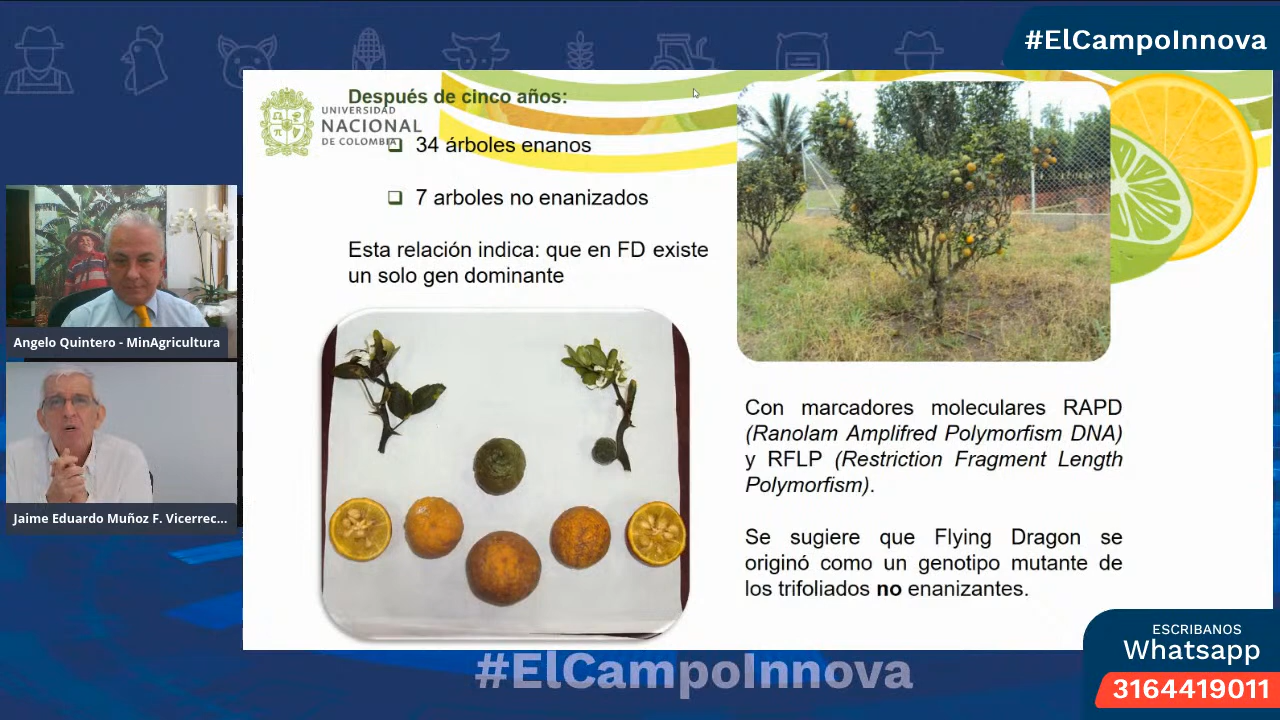 #ElCampoInnova
Después de cinco años:
UNIVERSIDAD
NACIONAL
DE COLOMBIA
34 árboles enanos
7 arboles no enanizados
Esta relación indica: que en FD existe
un solo gen dominante
Con marcadores moleculares RAPD
(Ranolam Amplifred Polymorfism DNA)
y RFLP (Restriction Fragment Length
Polymorfism).
Se sugiere que Flying Dragon se
originó como un genotipo mutante de
los trifoliados no enanizantes.
Angelo Quintero - MinAgricultura
Jaime Eduardo Muñoz F. Vicerrec...
ESCRIBANOS
Whatsapp
3164419011
#ElCampoInnova